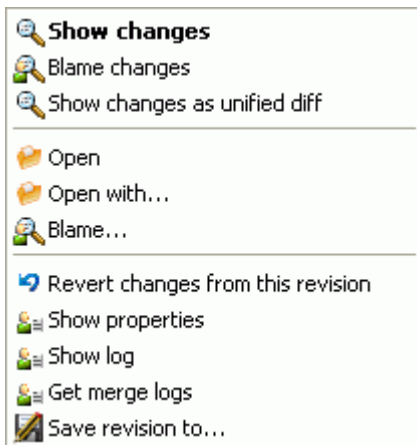 Show changes
Blame changes
Show changes as unified diff
Open
Open with...
Blame...
Revert changes from this revision
Show properties
Show log
Get merge logs
Save revision to...